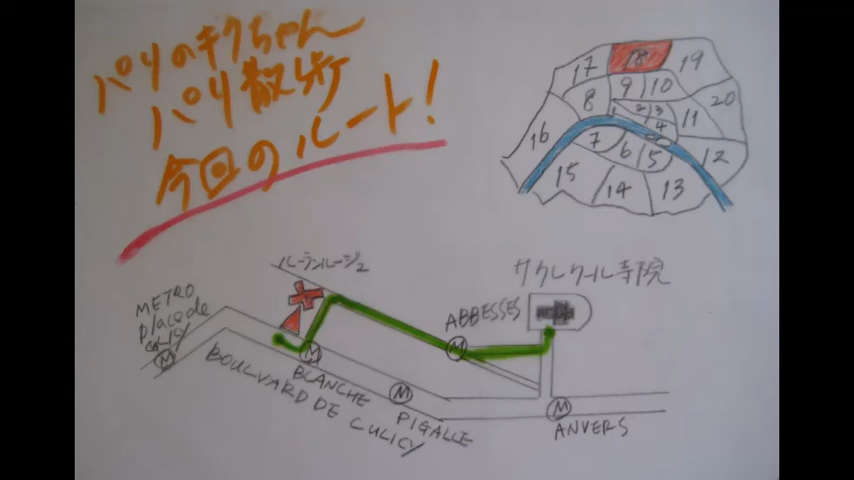 パリのキクちゃん
パリ散歩
今回のルート!
17
18
19
8
9
10
20
1
2
3
4
11
16
7
6
5
12
15
14
13
ルーランルージュ
サクレクール寺院
METRO
place de
CLICY
M
ABBESSES
M
M
BLANCHE
M
PIGALLE
BOULVARD DE CULICY
M
ANVERS